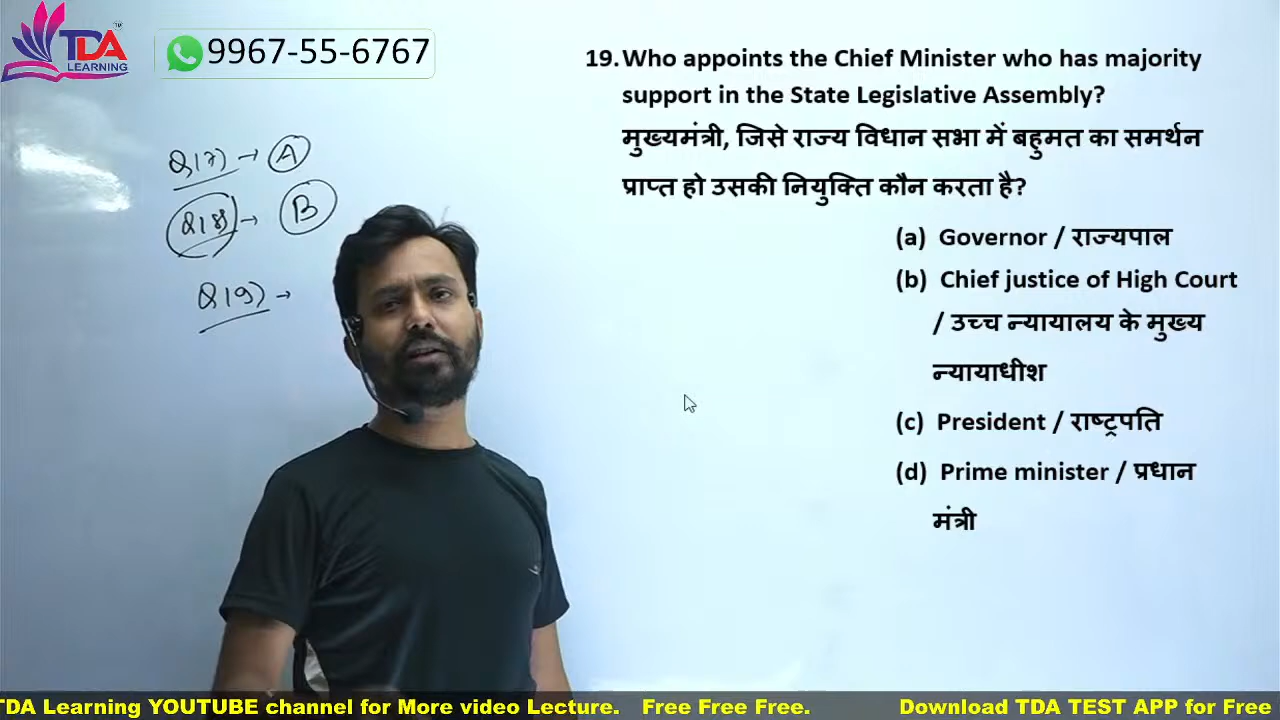 TDA
LEARNING
9967-55-6767
Q17) → A
Q18) → B
Q19) →
19. Who appoints the Chief Minister who has majority
support in the State Legislative Assembly?
मुख्यमंत्री, जिसे राज्य विधान सभा में बहुमत का समर्थन
प्राप्त हो उसकी नियुक्ति कौन करता है?
(a) Governor / राज्यपाल
(b) Chief justice of High Court
/ उच्च न्यायालय के मुख्य
न्यायाधीश
(c) President / राष्ट्रपति
(d) Prime minister / प्रधान
मंत्री
TDA Learning YOUTUBE channel for More video Lecture. Free Free Free. Download TDA TEST APP for Free